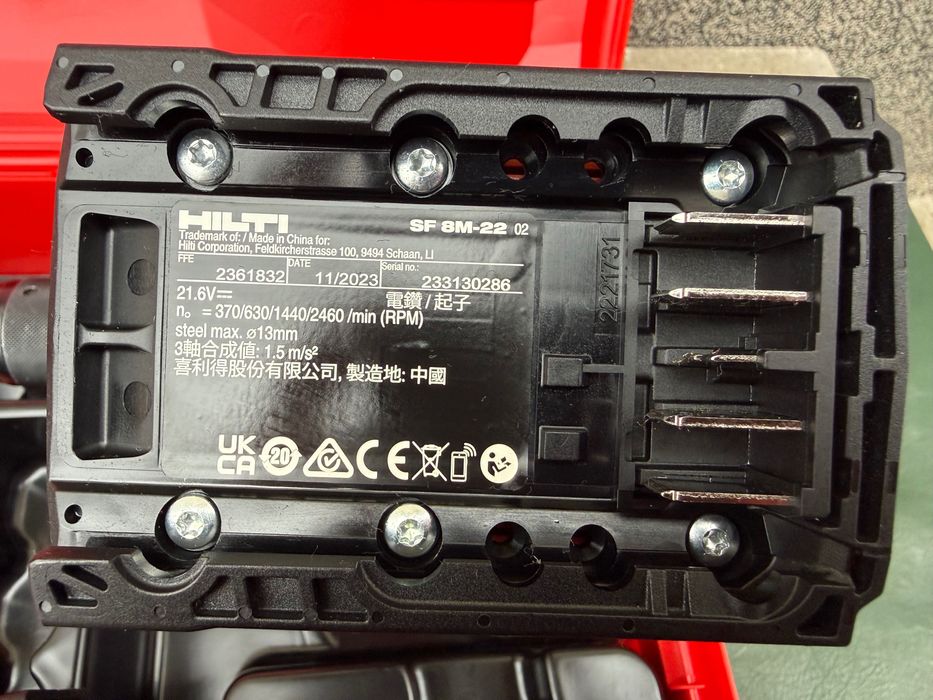 HILTI SF 8M-22 02
Trademark of: / Made in China for:
Hilti Corporation, Feldkircherstrasse 100, 9494 Schaan, LI
FFE 2361832 DATE 11/2023 Serial no.: 233130286
21.6V⎓ 電鑽 / 起子
n₀ = 370/630/1440/2460 /min (RPM)
steel max. ø13mm
3軸合成值: 1.5 m/s²
喜利得股份有限公司, 製造地: 中國
UK
CA
20
CE
2221731